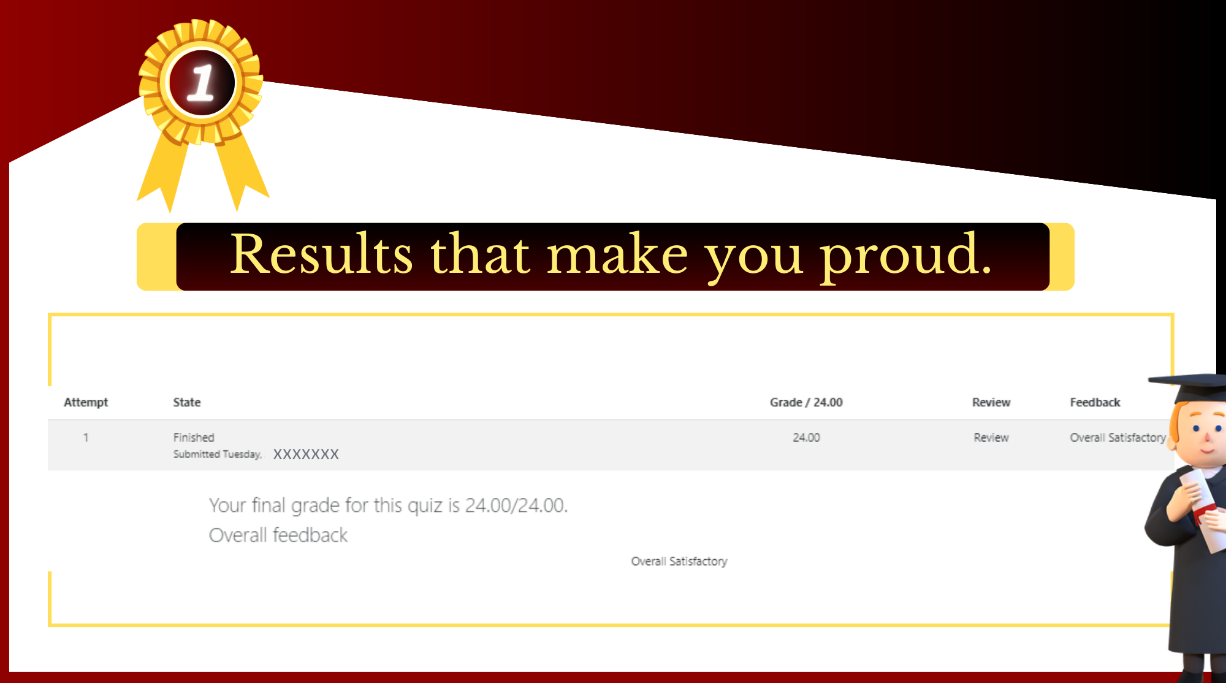 1
Results that make you proud.
Attempt State Grade / 24.00 Review Feedback
1 Finished 24.00 Review Overall Satisfactory
Submitted Tuesday, XXXXXXX
Your final grade for this quiz is 24.00/24.00.
Overall feedback
Overall Satisfactory